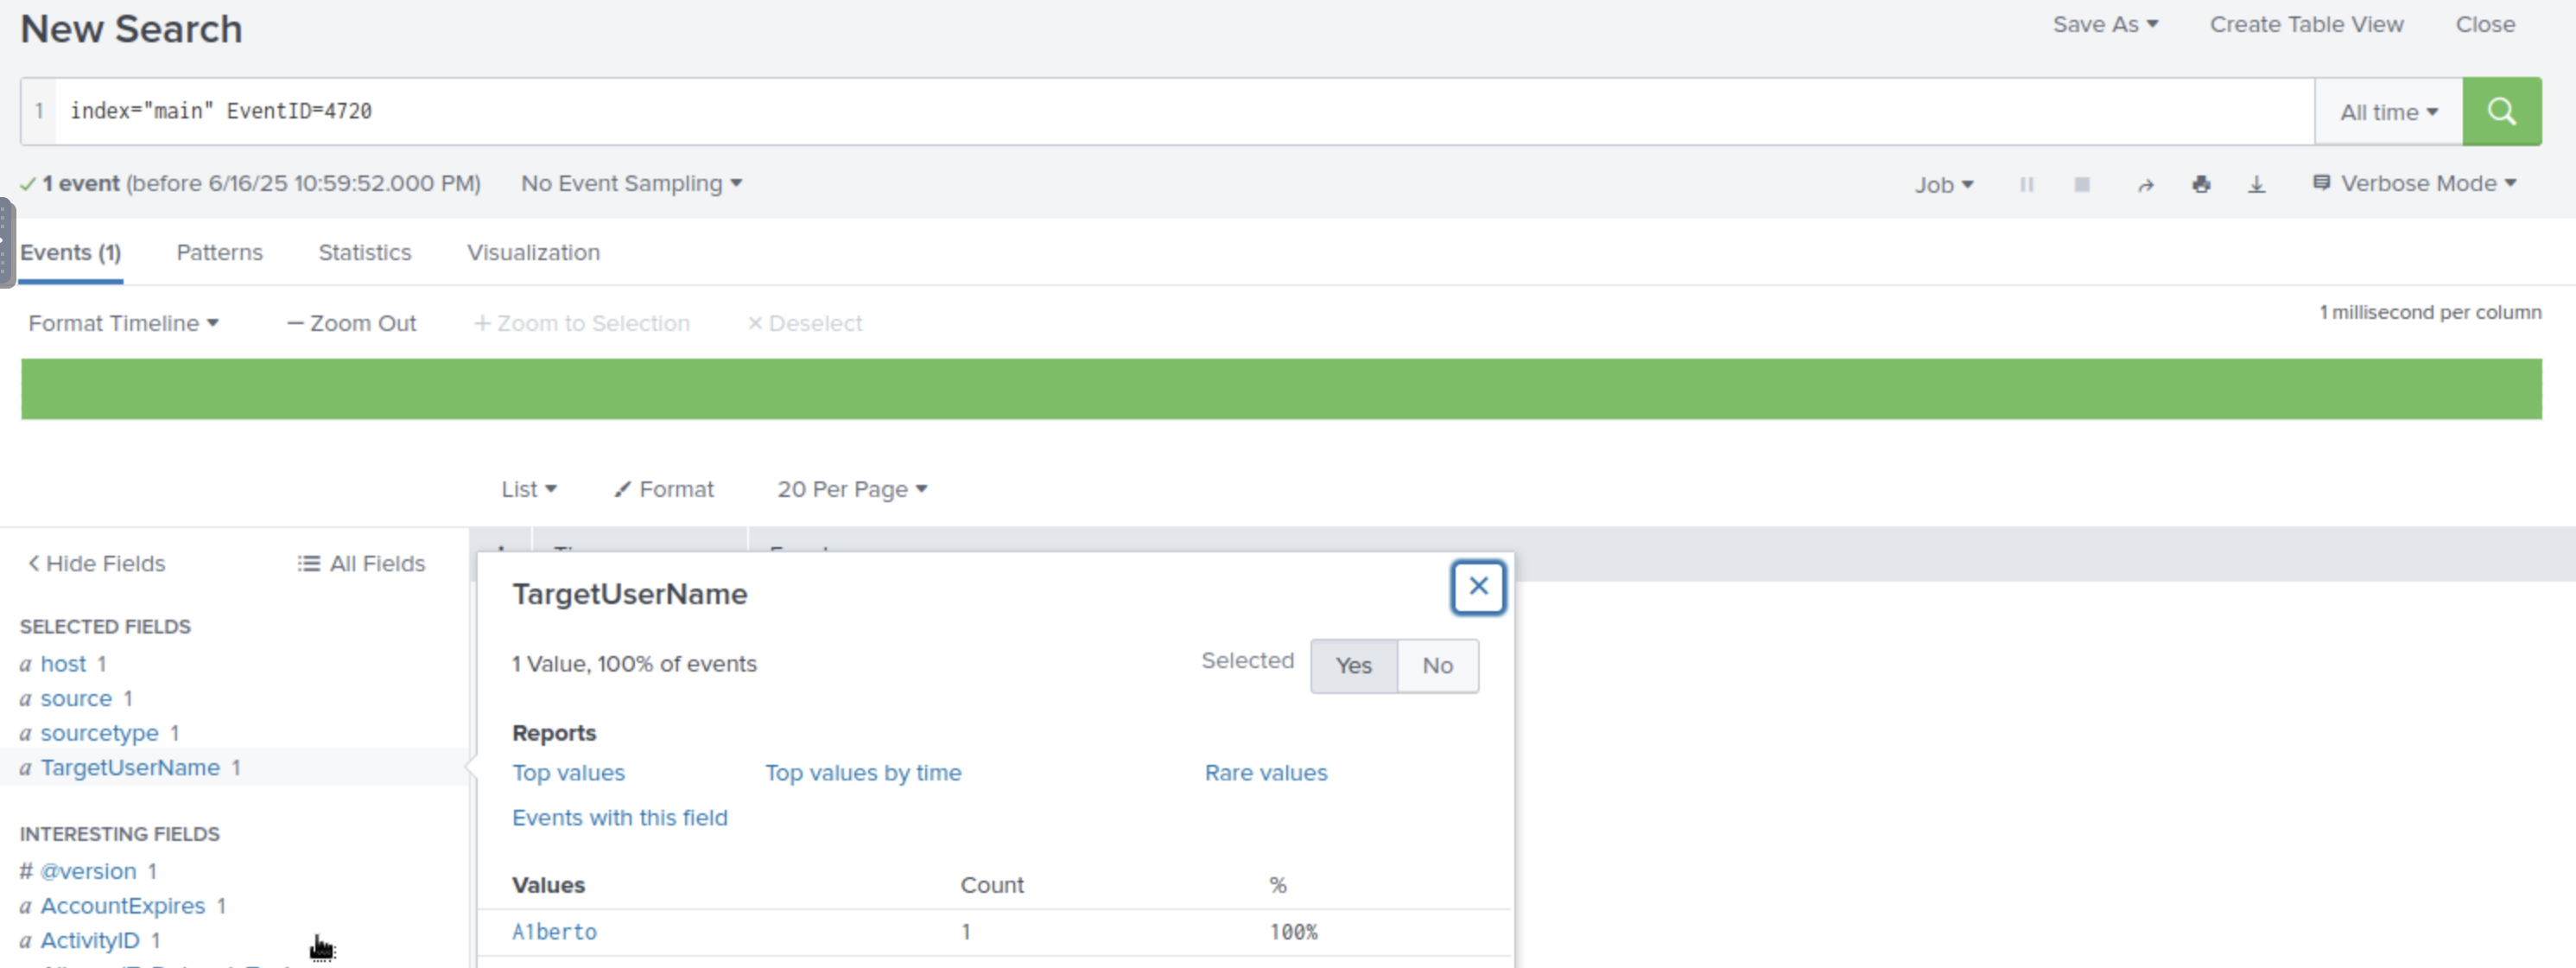 New Search
Save As
Create Table View
Close
1
index="main" EventID=4720
All time
1 event (before 6/16/25 10:59:52.000 PM)
No Event Sampling
Job
Verbose Mode
Events (1)
Patterns
Statistics
Visualization
Format Timeline
— Zoom Out
+ Zoom to Selection
× Deselect
1 millisecond per column
List
Format
20 Per Page
< Hide Fields
All Fields
SELECTED FIELDS
a host 1
a source 1
a sourcetype 1
a TargetUserName 1
INTERESTING FIELDS
# @version 1
a AccountExpires 1
a ActivityID 1
TargetUserName
1 Value, 100% of events
Selected
Yes
No
Reports
Top values
Top values by time
Rare values
Events with this field
Values
Count
%
A1berto
1
100%